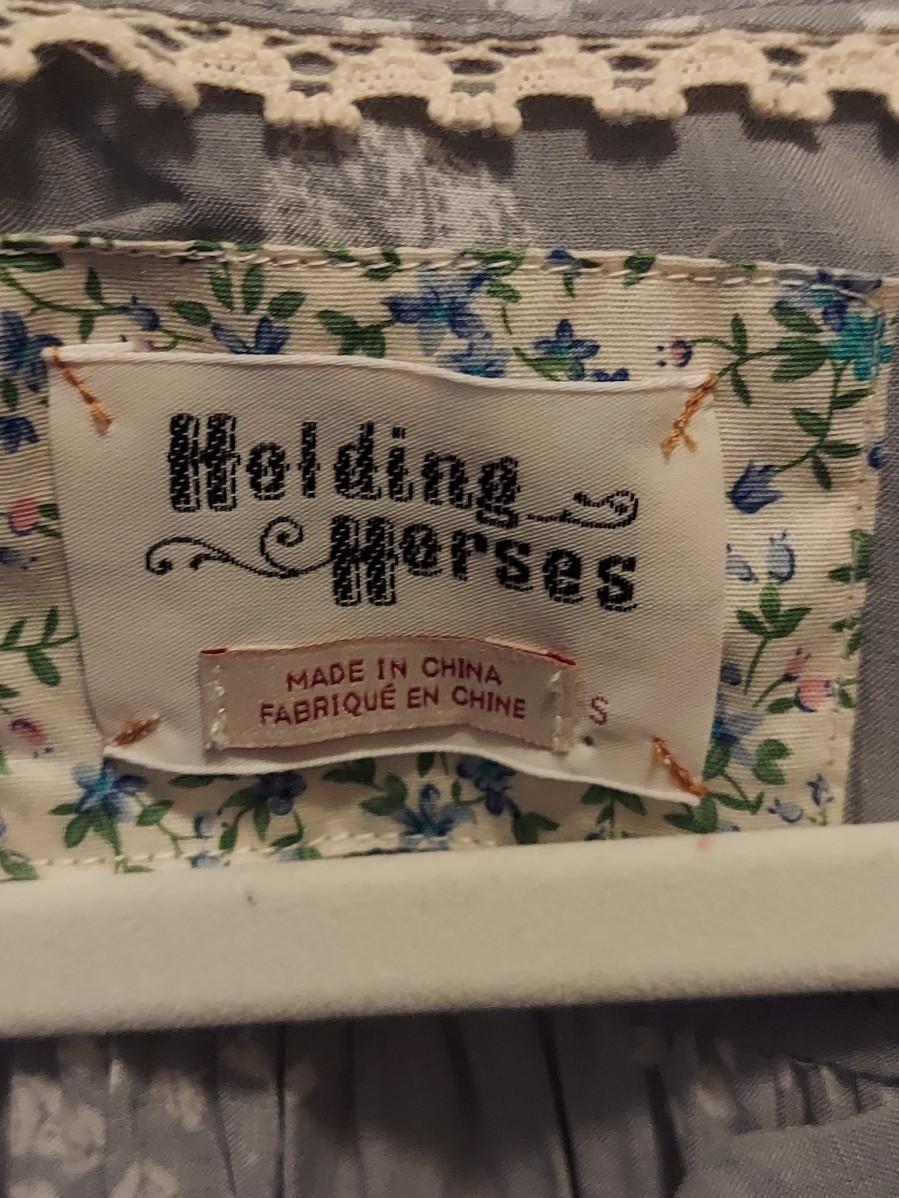 Holding
Horses
MADE IN CHINA
FABRIQUÉ EN CHINE
S